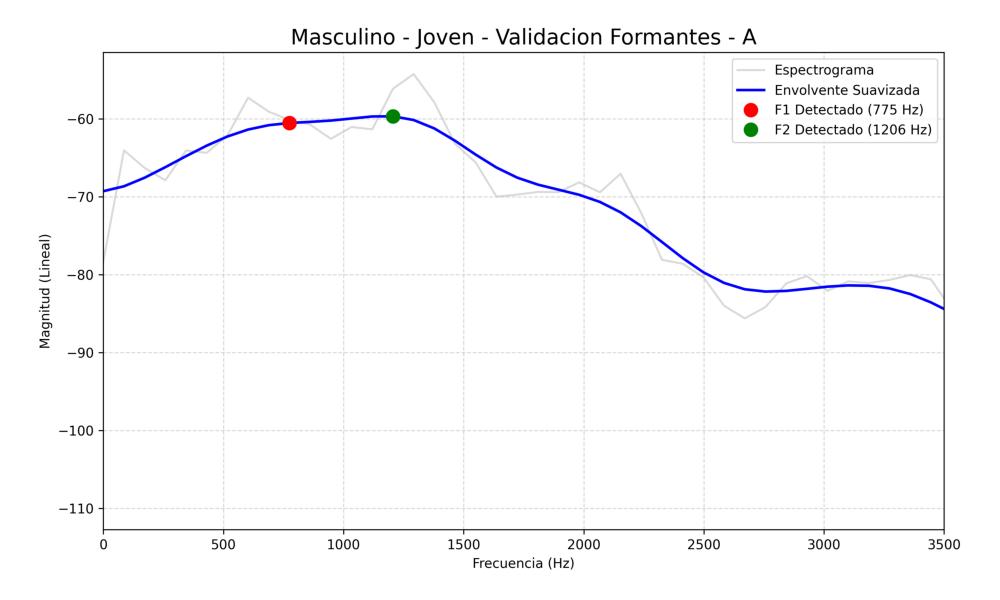 Masculino - Joven - Validacion Formantes - A
Espectrograma
Envolvente Suavizada
F1 Detectado (775 Hz)
F2 Detectado (1206 Hz)
Magnitud (Lineal)
−60
−70
−80
−90
−100
−110
0 500 1000 1500 2000 2500 3000 3500
Frecuencia (Hz)